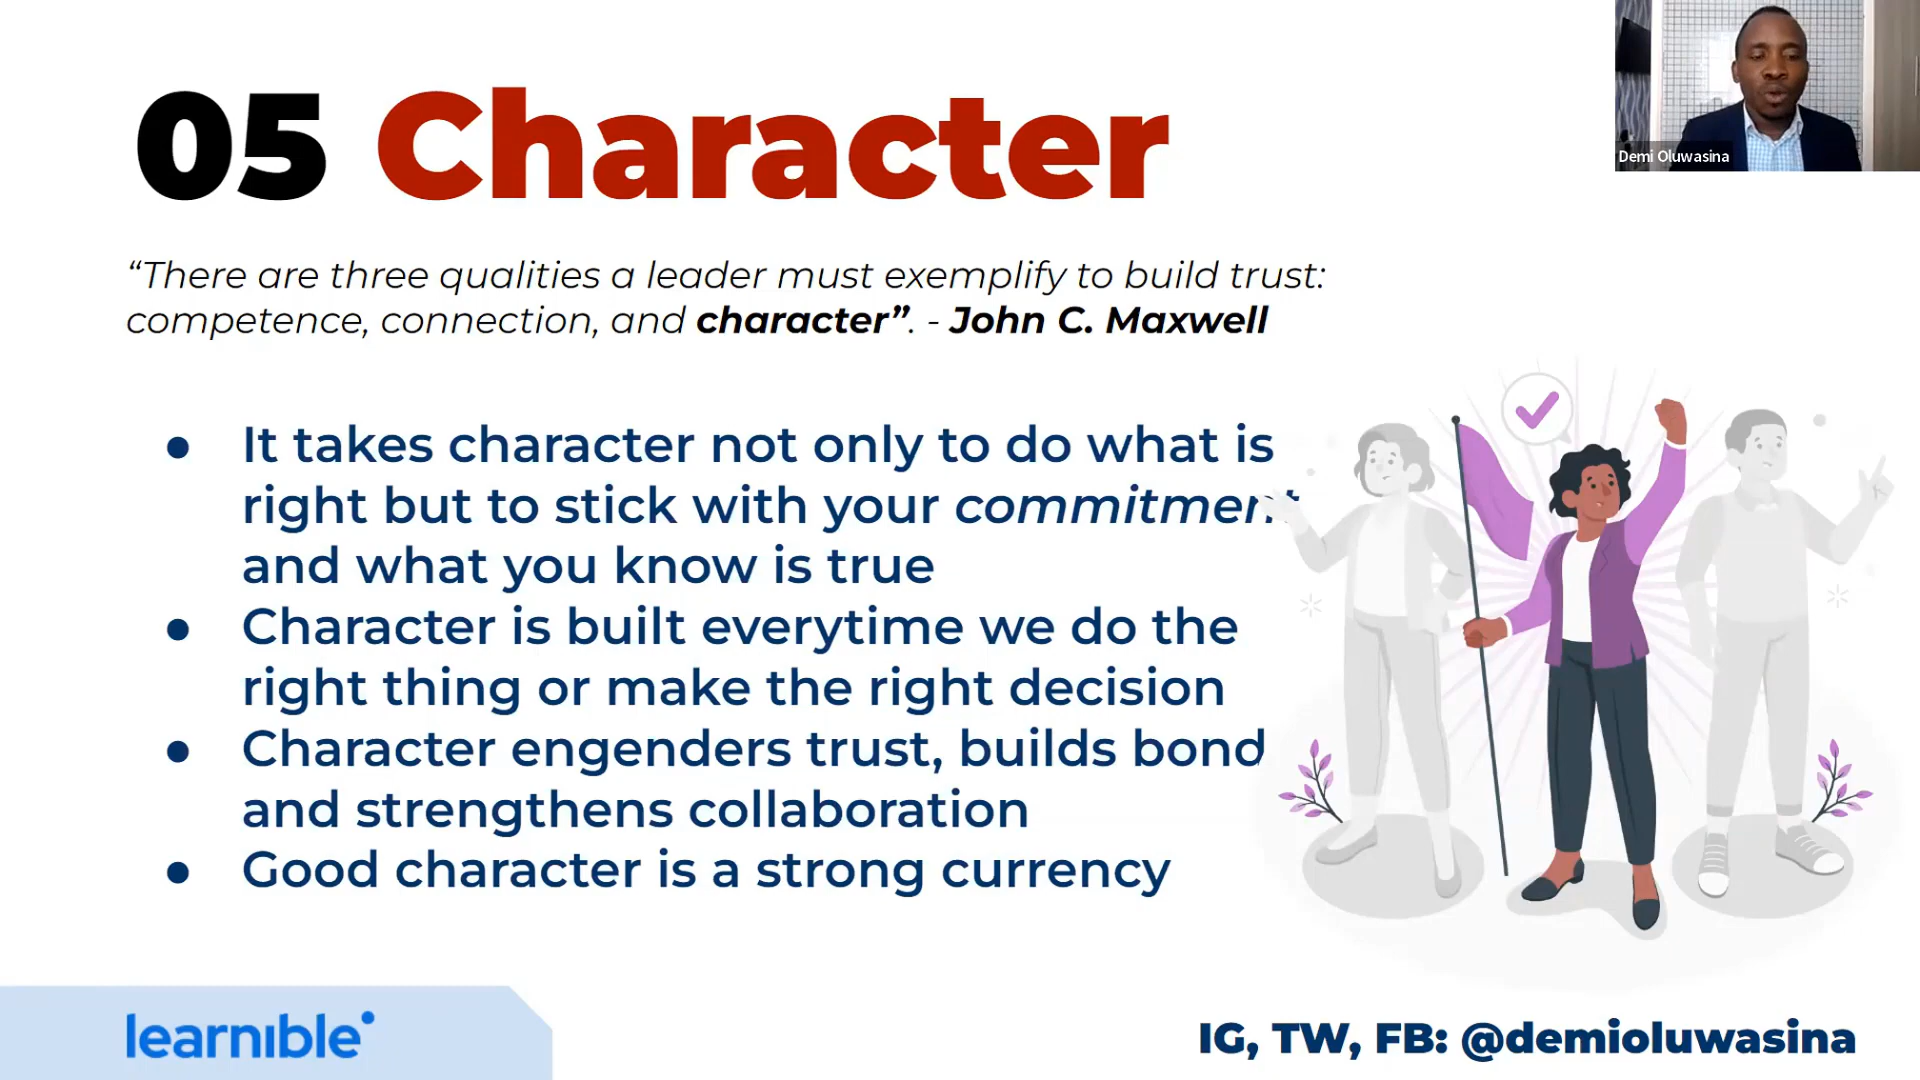 05 Character
Demi Oluwasina
“There are three qualities a leader must exemplify to build trust:
competence, connection, and character”. - John C. Maxwell
● It takes character not only to do what is
right but to stick with your commitment
and what you know is true
● Character is built everytime we do the
right thing or make the right decision
● Character engenders trust, builds bond
and strengthens collaboration
● Good character is a strong currency
learnible
IG, TW, FB: @demioluwasina